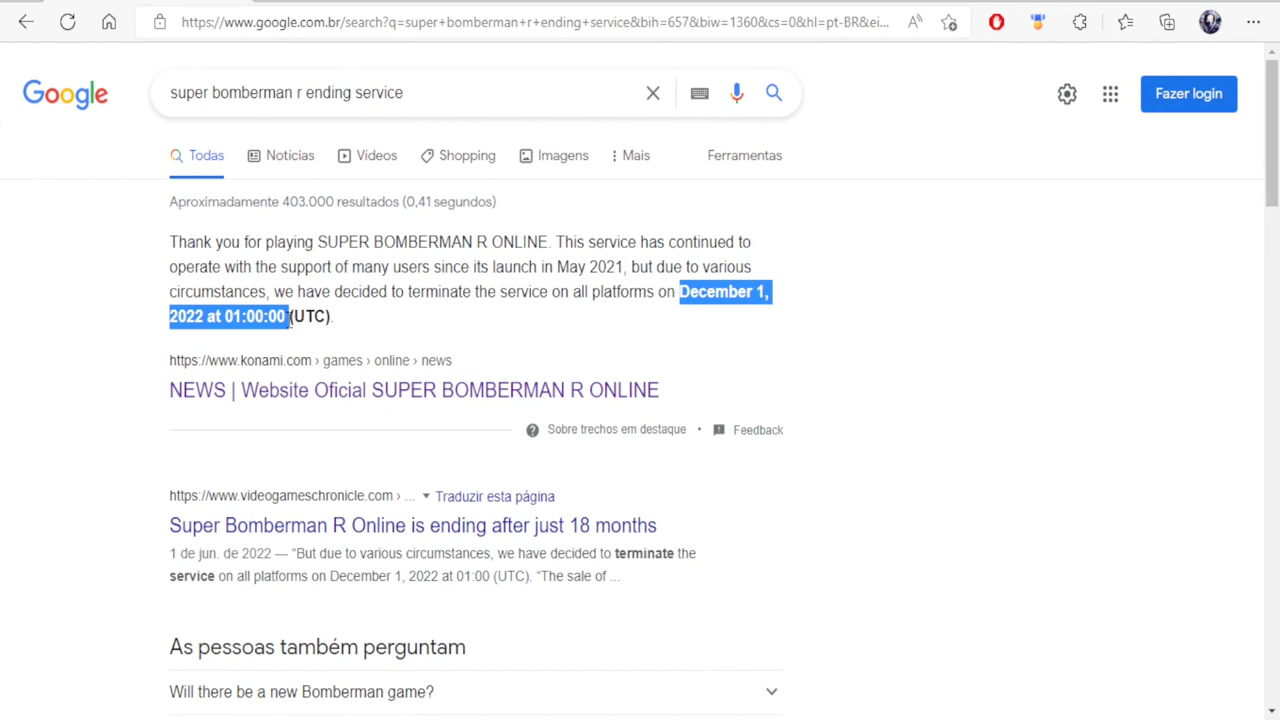 https://www.google.com.br/search?q=super+bomberman+r+ending+service&bih=657&biw=1360&cs=0&hl=pt-BR&ei...
Google
super bomberman r ending service
Fazer login
Todas
Notícias
Vídeos
Shopping
Imagens
Mais
Ferramentas
Aproximadamente 403.000 resultados (0,41 segundos)
Thank you for playing SUPER BOMBERMAN R ONLINE. This service has continued to
operate with the support of many users since its launch in May 2021, but due to various
circumstances, we have decided to terminate the service on all platforms on December 1,
2022 at 01:00:00 (UTC).
https://www.konami.com › games › online › news
NEWS | Website Oficial SUPER BOMBERMAN R ONLINE
Sobre trechos em destaque • Feedback
https://www.videogameschronicle.com › ... Traduzir esta página
Super Bomberman R Online is ending after just 18 months
1 de jun. de 2022 — “But due to various circumstances, we have decided to terminate the
service on all platforms on December 1, 2022 at 01:00 (UTC). “The sale of ...
As pessoas também perguntam
Will there be a new Bomberman game?